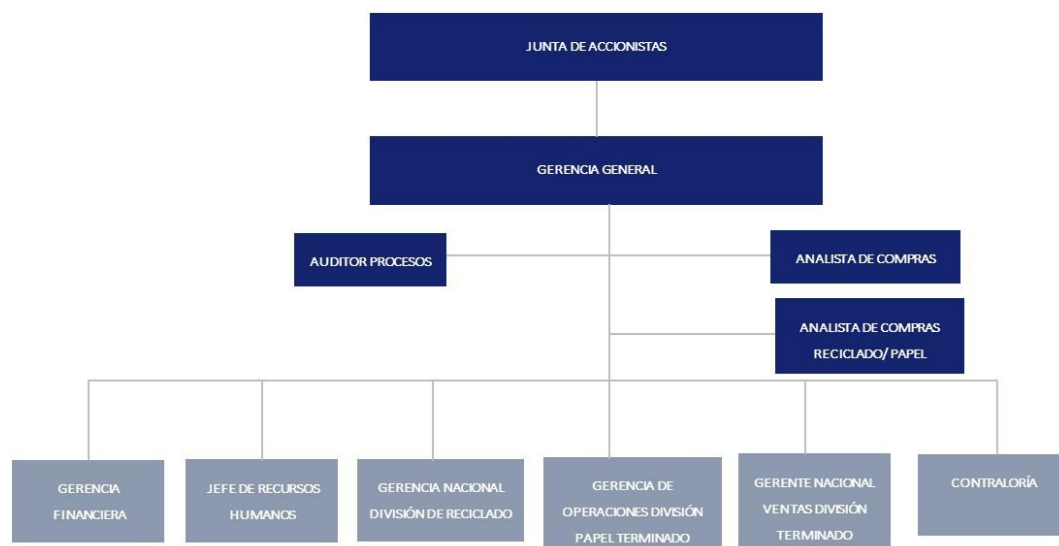 JUNTA DE ACCIONISTAS
GERENCIA GENERAL
AUDITOR PROCESOS
ANALISTA DE COMPRAS
ANALISTA DE COMPRAS
RECICLADO/ PAPEL
GERENCIA
FINANCIERA
JEFE DE RECURSOS
HUMANOS
GERENCIA NACIONAL
DIVISIÓN DE RECICLADO
GERENCIA DE
OPERACIONES DIVISIÓN
PAPEL TERMINADO
GERENTE NACIONAL
VENTAS DIVISIÓN
TERMINADO
CONTRALORÍA